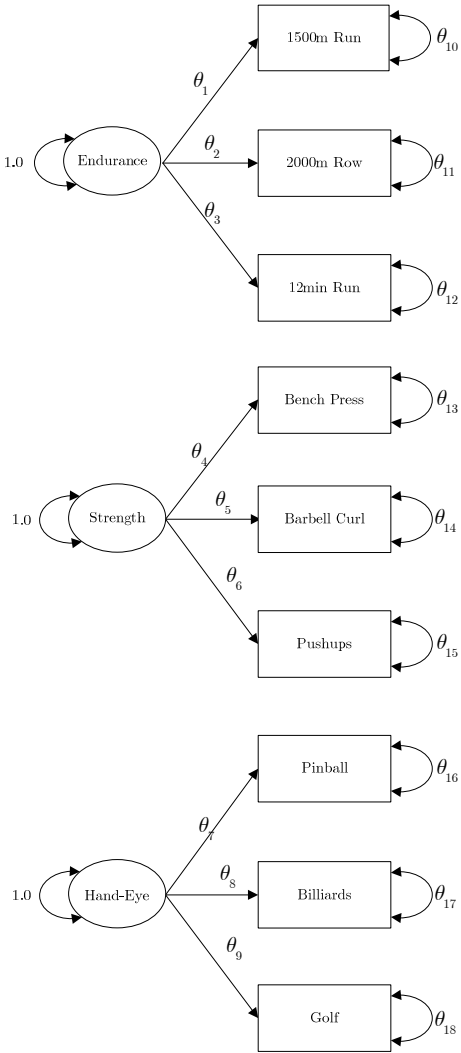 1500m Run
θ10
θ1
1.0
Endurance
θ2
2000m Row
θ11
θ3
12min Run
θ12
Bench Press
θ13
θ4
1.0
Strength
θ5
Barbell Curl
θ14
θ6
Pushups
θ15
Pinball
θ16
θ7
1.0
Hand-Eye
θ8
Billiards
θ17
θ9
Golf
θ18